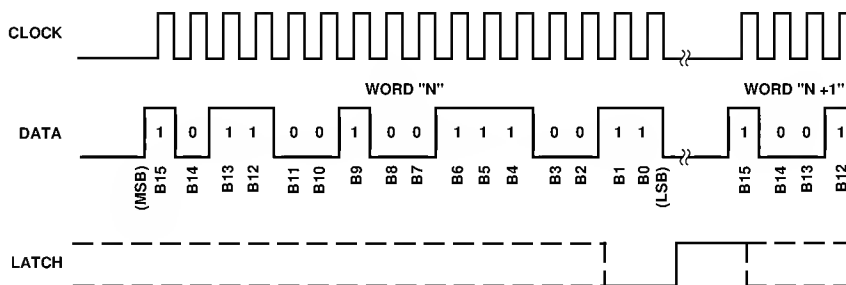 CLOCK
WORD "N" WORD "N +1"
DATA 1 0 1 1 0 0 1 0 0 1 1 1 0 0 1 1 1 0 0 1
(MSB) B15 B14 B13 B12 B11 B10 B9 B8 B7 B6 B5 B4 B3 B2 B1 B0 (LSB) B15 B14 B13 B12
LATCH